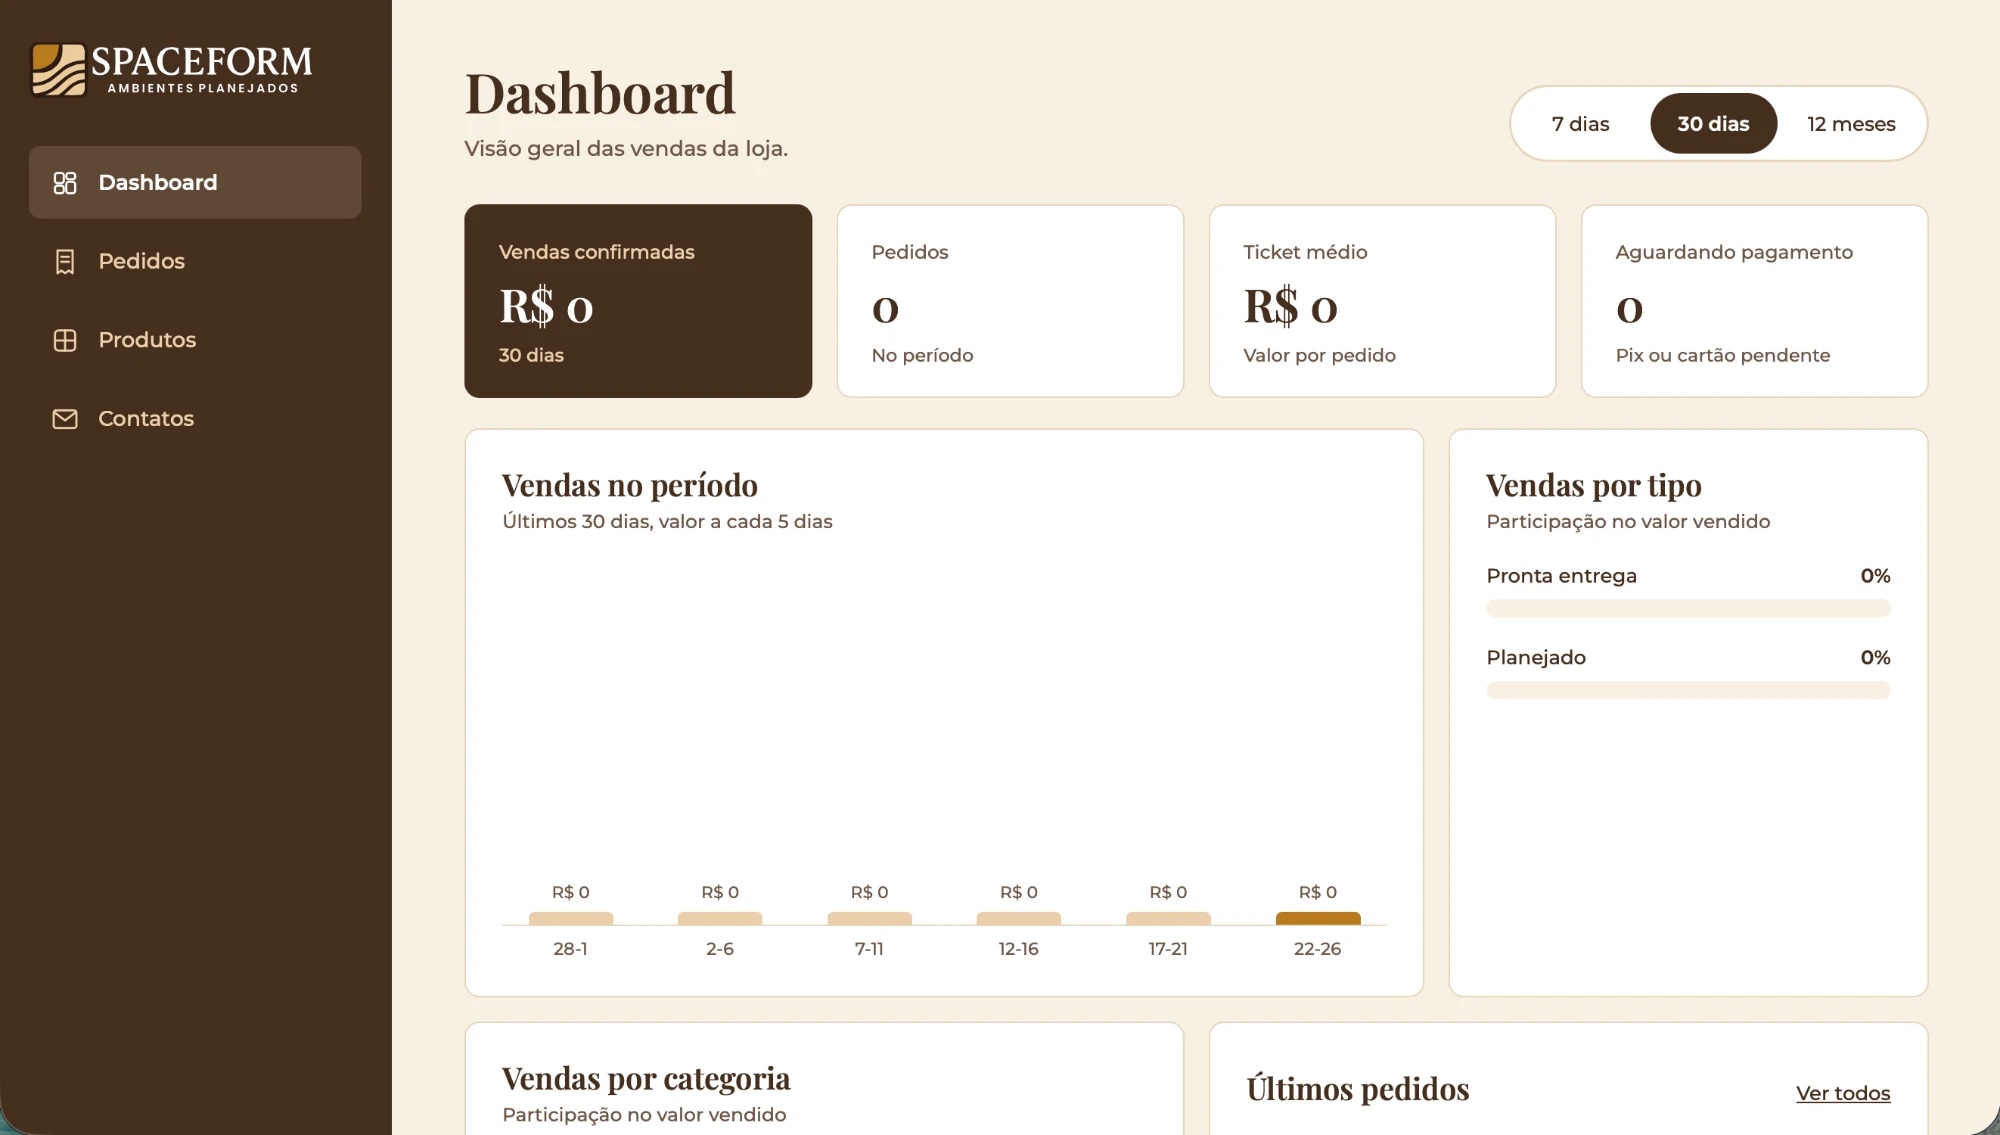 SPACEFORM
AMBIENTES PLANEJADOS
Dashboard
Pedidos
Produtos
Contatos
Dashboard
Visão geral das vendas da loja.
7 dias
30 dias
12 meses
Vendas confirmadas
R$ 0
30 dias
Pedidos
0
No período
Ticket médio
R$ 0
Valor por pedido
Aguardando pagamento
0
Pix ou cartão pendente
Vendas no período
Últimos 30 dias, valor a cada 5 dias
R$ 0 R$ 0 R$ 0 R$ 0 R$ 0 R$ 0
28-1 2-6 7-11 12-16 17-21 22-26
Vendas por tipo
Participação no valor vendido
Pronta entrega 0%
Planejado 0%
Vendas por categoria
Participação no valor vendido
Últimos pedidos
Ver todos